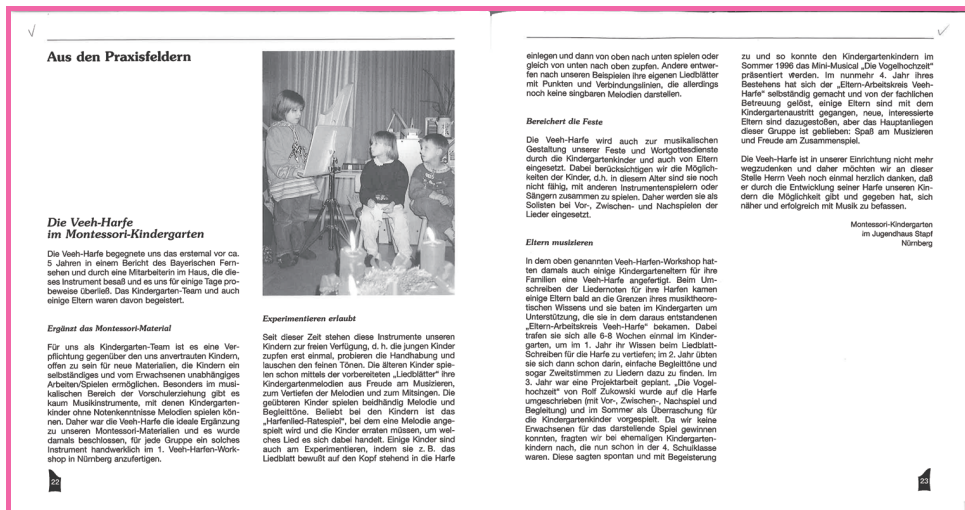 Aus den Praxisfeldern
Die Veeh-Harfe
im Montessori-Kindergarten
Die Veeh-Harfe begegnete uns das erstemal vor ca.
5 Jahren in einem Bericht des Bayerischen Fern-
sehen und durch eine Mitarbeiterin im Haus, die die-
ses Instrument besaß und es uns für einige Tage pro-
beweise überließ. Das Kindergarten-Team und auch
einige Eltern waren davon begeistert.
Ergänzt das Montessori-Material
Für uns als Kindergarten-Team ist es eine Ver-
pflichtung gegenüber den uns anvertrauten Kindern,
offen zu sein für neue Materialien, die Kindern ein
selbständiges und vom Erwachsenen unabhängiges
Arbeiten/Spielen ermöglichen. Besonders im musi-
kalischen Bereich der Vorschulerziehung gibt es
kaum Musikinstrumente, mit denen Kindergarten-
kinder ohne Notenkenntnisse Melodien spielen kön-
nen. Daher war die Veeh-Harfe die ideale Ergänzung
zu unseren Montessori-Materialien und es wurde
damals beschlossen, für jede Gruppe ein solches
Instrument handwerklich im 1. Veeh-Harfen-Work-
shop in Nürnberg anzufertigen.
22
Experimentieren erlaubt
Seit dieser Zeit stehen diese Instrumente unseren
Kindern zur freien Verfügung, d. h. die jungen Kinder
zupfen erst einmal, probieren die Handhabung und
lauschen den feinen Tönen. Die älteren Kinder spie-
len schon mittels der vorbereiteten „Liedblätter“ ihre
Kindergartenmelodien aus Freude am Musizieren,
zum Vertiefen der Melodien und zum Mitsingen. Die
geübteren Kinder spielen beidhändig Melodie und
Begleittöne. Beliebt bei den Kindern ist das
„Harfenlied-Ratespiel“, bei dem eine Melodie ange-
spielt wird und die Kinder erraten müssen, um wel-
ches Lied es sich dabei handelt. Einige Kinder sind
auch am Experimentieren, indem sie z. B. das
Liedblatt bewußt auf den Kopf stehend in die Harfe
einlegen und dann von oben nach unten spielen oder
gleich von unten nach oben zupfen. Andere entwer-
fen nach unseren Beispielen ihre eigenen Liedblätter
mit Punkten und Verbindungslinien, die allerdings
noch keine singbaren Melodien darstellen.
Bereichert die Feste
Die Veeh-Harfe wird auch zur musikalischen
Gestaltung unserer Feste und Wortgottesdienste
durch die Kindergartenkinder und auch von Eltern
eingesetzt. Dabei berücksichtigen wir die Möglich-
keiten der Kinder, d.h. in diesem Alter sind sie noch
nicht fähig, mit anderen Instrumentenspielern oder
Sängern zusammen zu spielen. Daher werden sie als
Solisten bei Vor-, Zwischen- und Nachspielen der
Lieder eingesetzt.
Eltern musizieren
In dem oben genannten Veeh-Harfen-Workshop hat-
ten damals auch einige Kindergarteneltern für ihre
Familien eine Veeh-Harfe angefertigt. Beim Um-
schreiben der Liedernoten für ihre Harfen kamen
einige Eltern bald an die Grenzen ihres musiktheore-
tischen Wissens und sie baten im Kindergarten um
Unterstützung, die sie in dem daraus entstandenen
„Eltern-Arbeitskreis Veeh-Harfe“ bekamen. Dabei
trafen sie sich alle 6-8 Wochen einmal im Kinder-
garten, um im 1. Jahr ihr Wissen beim Liedblatt-
Schreiben für die Harfe zu vertiefen; im 2. Jahr übten
sie sich dann schon darin, einfache Begleittöne und
sogar Zweitstimmen zu Liedern dazu zu finden. Im
3. Jahr war eine Projektarbeit geplant. „Die Vogel-
hochzeit“ von Rolf Zukowski wurde auf die Harfe
umgeschrieben (mit Vor-, Zwischen-, Nachspiel und
Begleitung) und im Sommer als Überraschung für
die Kindergartenkinder vorgespielt. Da wir keine
Erwachsenen für das darstellende Spiel gewinnen
konnten, fragten wir bei ehemaligen Kindergarten-
kindern nach, die nun schon in der 4. Schulklasse
waren. Diese sagten spontan und mit Begeisterung
zu und so konnte den Kindergartenkindern im
Sommer 1996 das Mini-Musical „Die Vogelhochzeit“
präsentiert werden. Im nunmehr 4. Jahr ihres
Bestehens hat sich der „Eltern-Arbeitskreis Veeh-
Harfe“ selbständig gemacht und von der fachlichen
Betreuung gelöst, einige Eltern sind mit dem
Kindergartenaustritt gegangen, neue, interessierte
Eltern sind dazugestoßen, aber das Hauptanliegen
dieser Gruppe ist geblieben: Spaß am Musizieren
und Freude am Zusammenspiel.
Die Veeh-Harfe ist in unserer Einrichtung nicht mehr
wegzudenken und daher möchten wir an dieser
Stelle Herrn Veeh noch einmal herzlich danken, daß
er durch die Entwicklung seiner Harfe unseren Kin-
dern die Möglichkeit gibt und gegeben hat, sich
näher und erfolgreich mit Musik zu befassen.
Montessori-Kindergarten
im Jugendhaus Stapf
Nürnberg
23